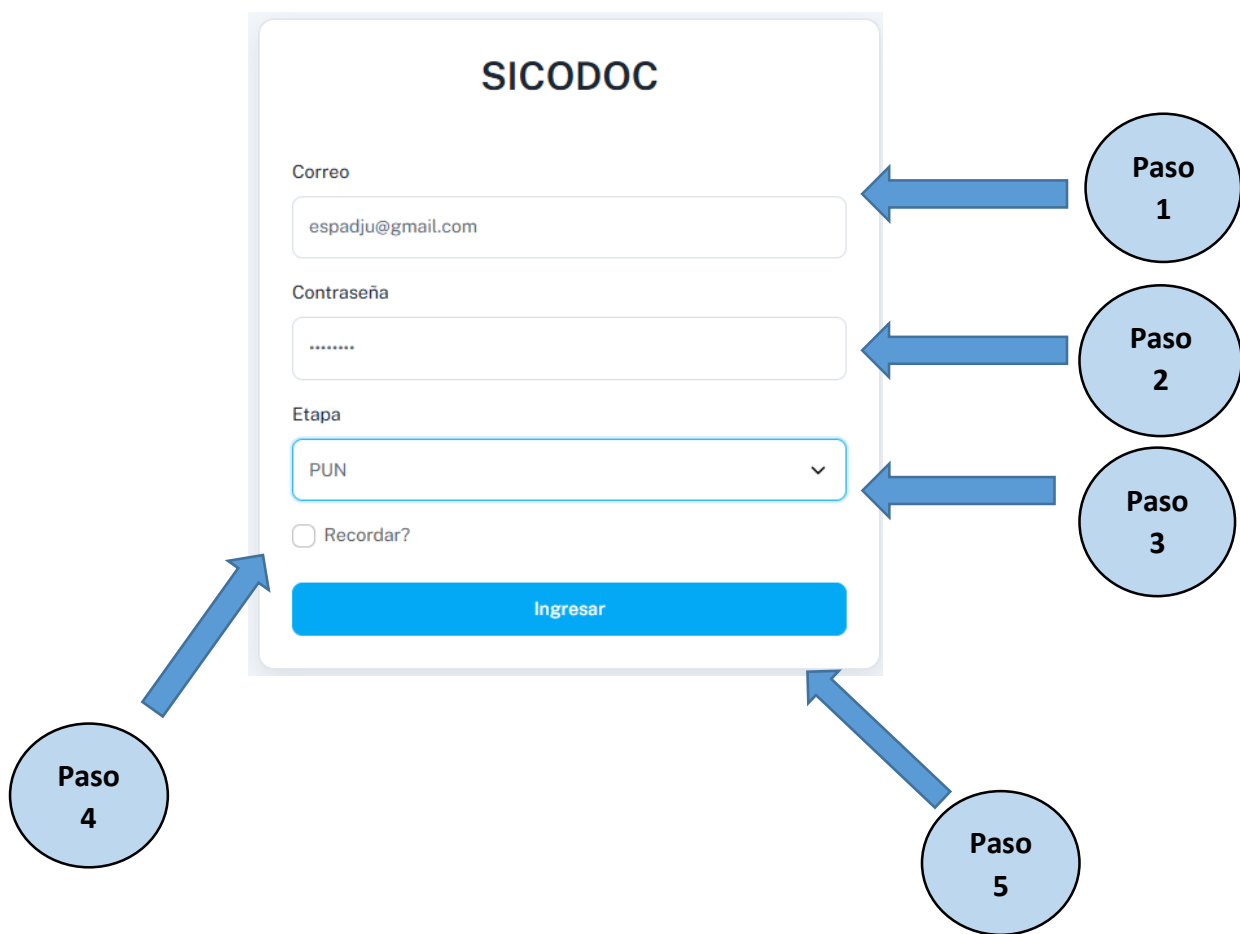 SICODOC
Correo
espadju@gmail.com
Paso
1
Contraseña
••••••••
Paso
2
Etapa
PUN
Paso
3
Recordar?
Ingresar
Paso
4
Paso
5